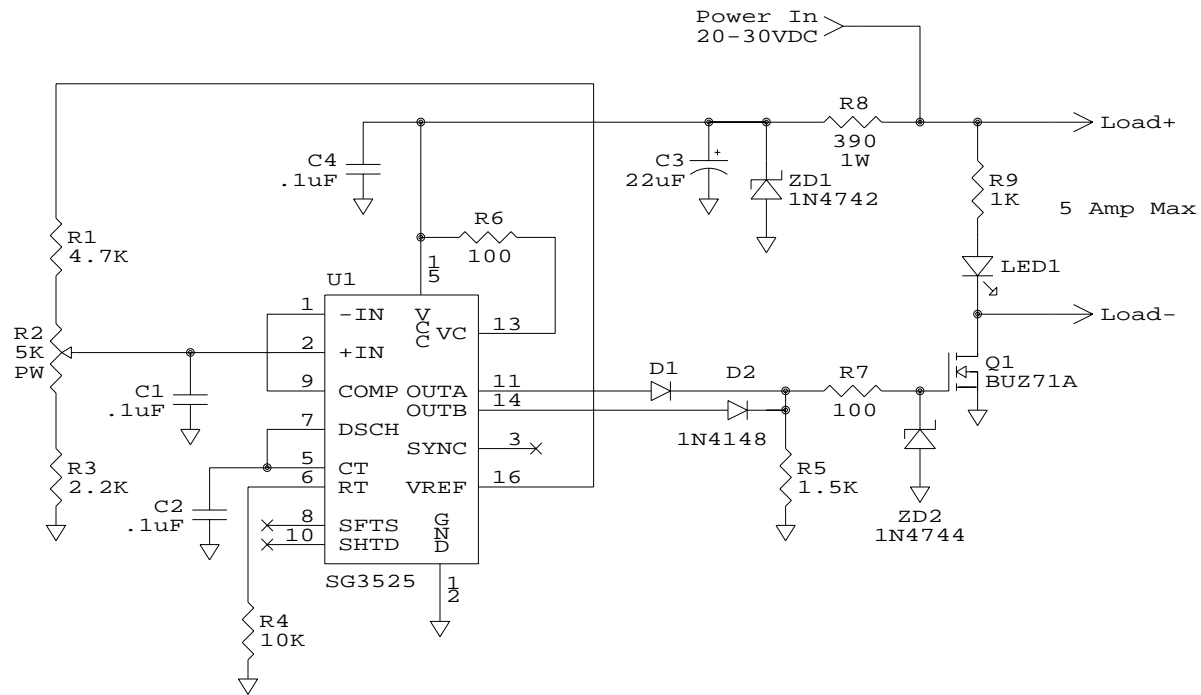 Power In
20-30VDC
R8
390
1W
Load+
C4
.1uF
C3
+
22uF
ZD1
1N4742
R9
1K
5 Amp Max
R1
4.7K
R6
100
LED1
1
5
U1
Load-
R2
5K
PW
1
-IN
V
C
C
VC
13
2
+IN
9
COMP
OUTA
11
OUTB
14
7
DSCH
SYNC
3
5
CT
6
RT
VREF
16
8
SFTS
10
SHTD
G
N
D
SG3525
1
2
C1
.1uF
D1
D2
1N4148
R7
100
Q1
BUZ71A
R3
2.2K
C2
.1uF
R5
1.5K
ZD2
1N4744
R4
10K